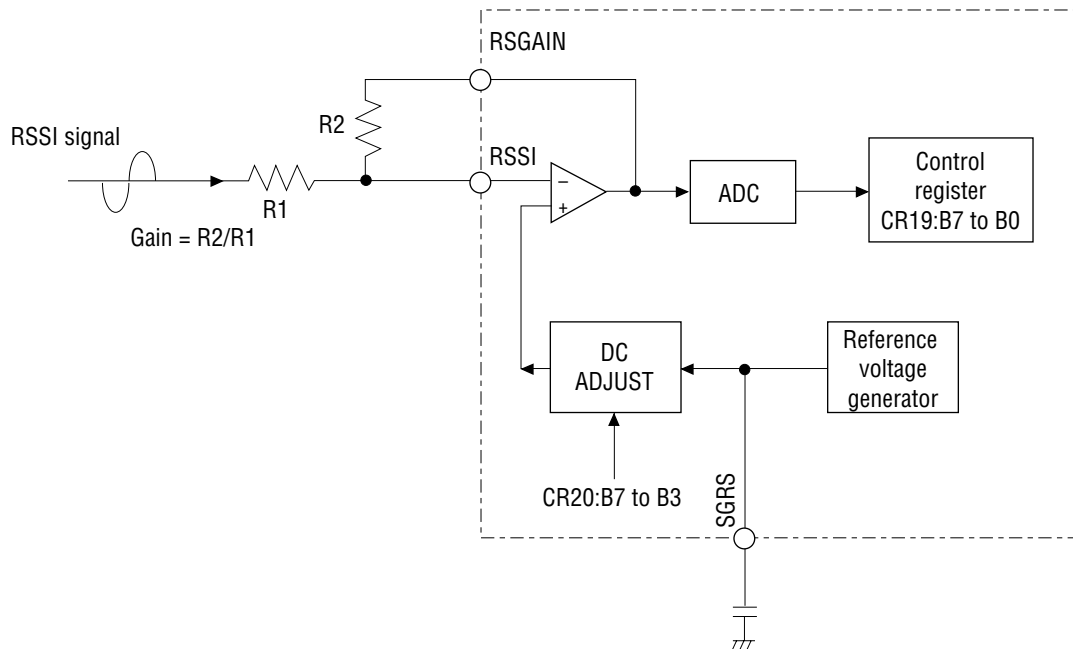 RSGAIN
R2
RSSI signal
RSSI
R1
Gain = R2/R1
–
+
ADC
Control
register
CR19:B7 to B0
DC
ADJUST
Reference
voltage
generator
CR20:B7 to B3
SGRS